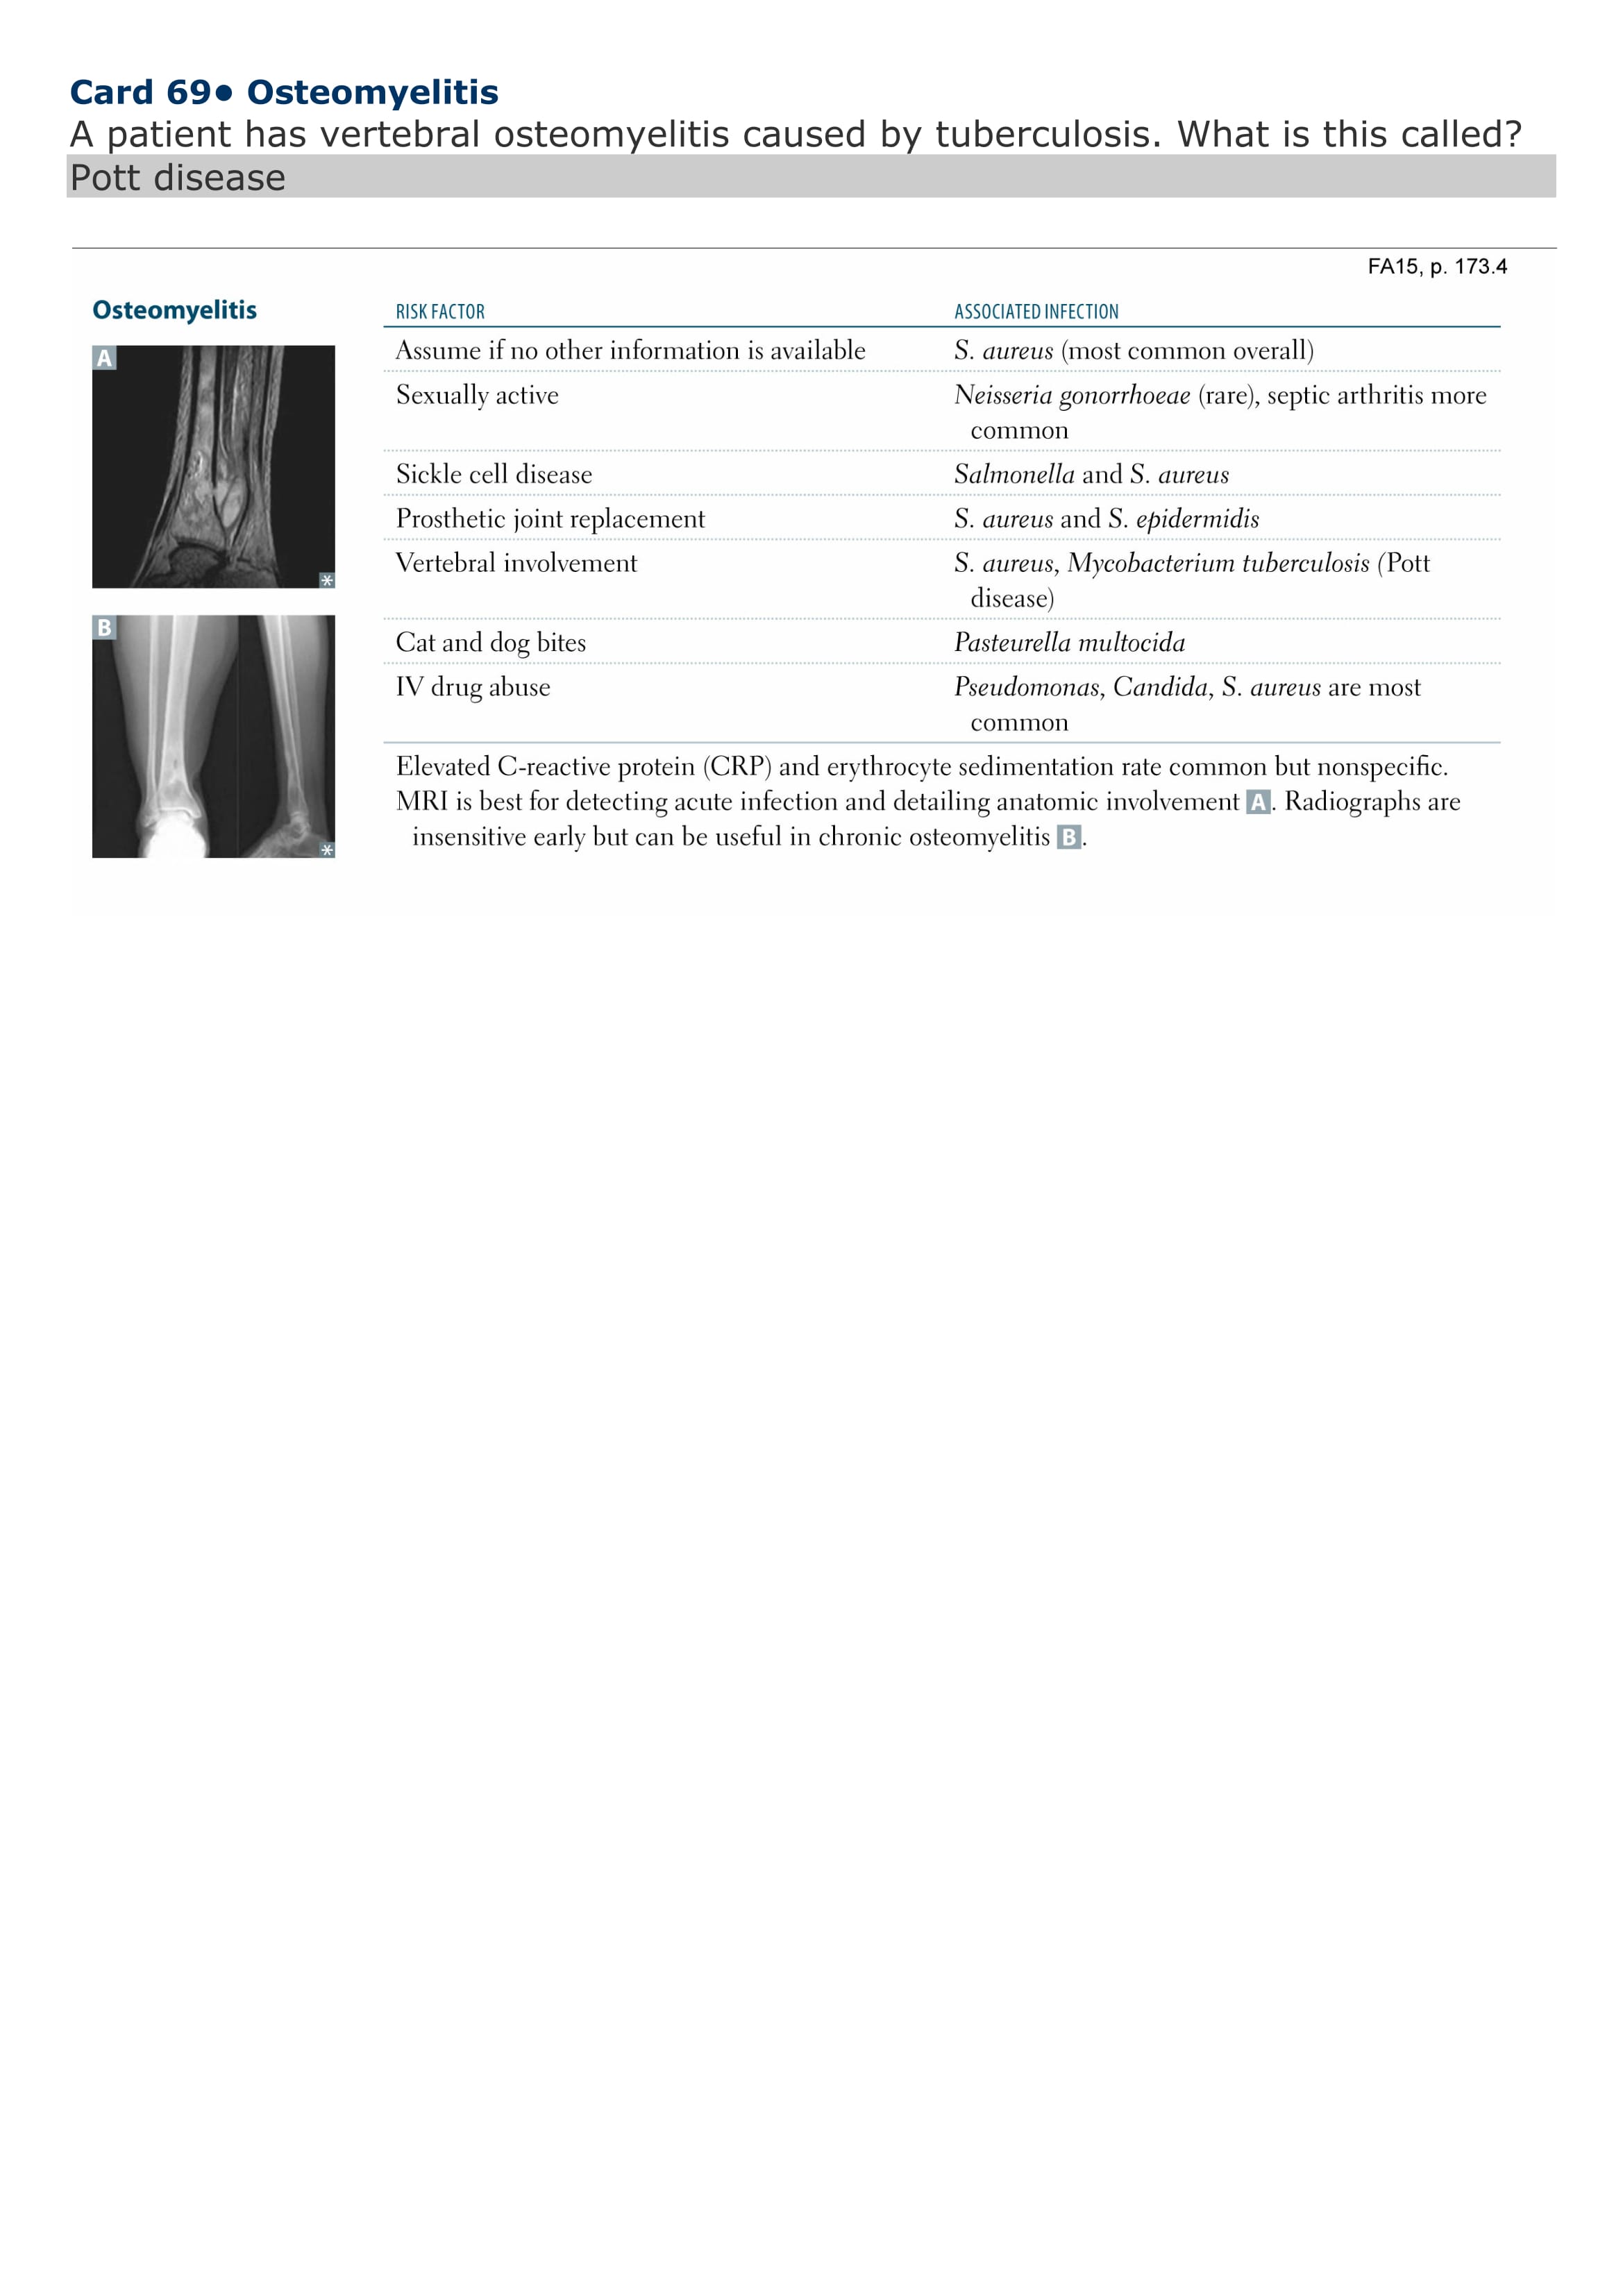 Card 69● Osteomyelitis
A patient has vertebral osteomyelitis caused by tuberculosis. What is this called?
Pott disease
FA15, p. 173.4
Osteomyelitis
RISK FACTOR ASSOCIATED INFECTION
A
Assume if no other information is available S. aureus (most common overall)
Sexually active Neisseria gonorrhoeae (rare), septic arthritis more
common
Sickle cell disease Salmonella and S. aureus
Prosthetic joint replacement S. aureus and S. epidermidis
Vertebral involvement S. aureus, Mycobacterium tuberculosis (Pott
disease)
*
B
Cat and dog bites Pasteurella multocida
IV drug abuse Pseudomonas, Candida, S. aureus are most
common
Elevated C-reactive protein (CRP) and erythrocyte sedimentation rate common but nonspecific.
MRI is best for detecting acute infection and detailing anatomic involvement A. Radiographs are
insensitive early but can be useful in chronic osteomyelitis B.
*